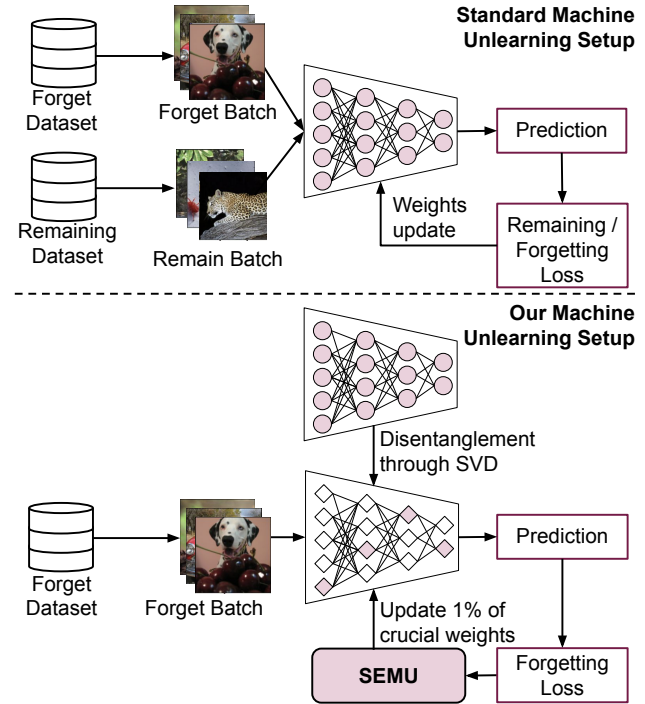 Standard Machine
Unlearning Setup
Forget
Dataset
Forget Batch
Remaining
Dataset
Remain Batch
Prediction
Weights
update
Remaining /
Forgetting
Loss
Our Machine
Unlearning Setup
Disentanglement
through SVD
Forget
Dataset
Forget Batch
Prediction
Update 1% of
crucial weights
SEMU
Forgetting
Loss